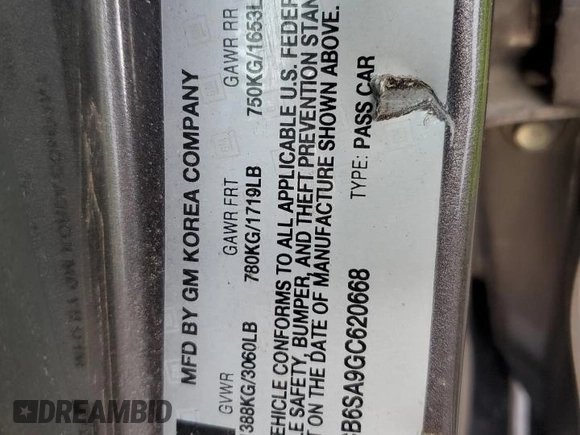 MFD BY GM KOREA COMPANY
GVWR GAWR FRT GAWR RR
388KG/3060LB 780KG/1719LB 750KG/1653L
EHICLE CONFORMS TO ALL APPLICABLE U.S. FEDER
LE SAFETY, BUMPER, AND THEFT PREVENTION STAN
T ON THE DATE OF MANUFACTURE SHOWN ABOVE.
B6SA9GC620668 TYPE: PASS CAR
DIRECT WHOLESALE